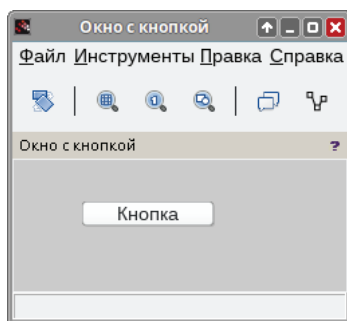 Окно с кнопкой
Файл Инструменты Правка Справка
Окно с кнопкой ?
Кнопка